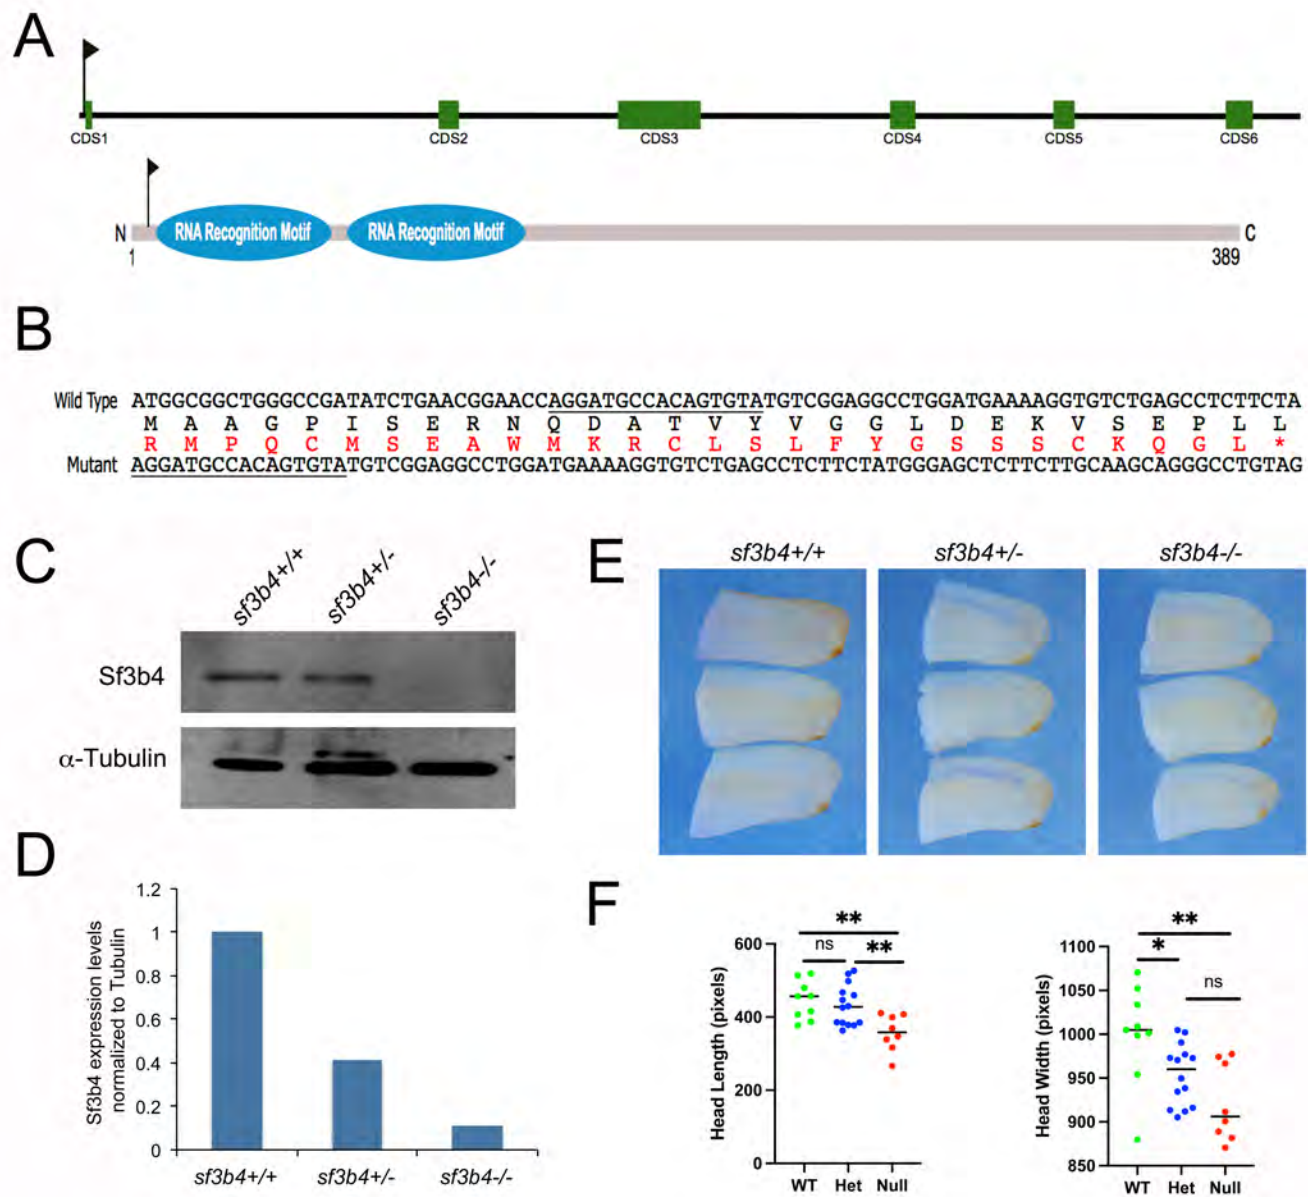 A
CDS1 CDS2 CDS3 CDS4 CDS5 CDS6
RNA Recognition Motif RNA Recognition Motif
N C
1 389
B
Wild Type ATGGCGGCTGGGCCGATATCTGAACGGAACCAGGATGCCACAGTGTATGTCGGAGGCCTGGATGAAAAGGTGTCTGAGCCTCTTCTA
M A A G P I S E R N Q D A T V Y V G G L D E K V S E P L L
R M P Q C M S E A W M K R C L S L F Y G S S S C K Q G L *
Mutant AGGATGCCACAGTGTATGTCGGAGGCCTGGATGAAAAGGTGTCTGAGCCTCTTCTATGGGAGCTCTTCTTGCAAGCAGGGCCTGTAG
C
sf3b4+/+ sf3b4+/- sf3b4-/-
Sf3b4
α-Tubulin
D
Sf3b4 expression levels
normalized to Tubulin
1.2
1
0.8
0.6
0.4
0.2
0
sf3b4+/+ sf3b4+/- sf3b4-/-
E
sf3b4+/+ sf3b4+/- sf3b4-/-
F
Head Length (pixels)
600
400
200
0
**
ns **
WT Het Null
Head Width (pixels)
1100
1050
1000
950
900
850
**
*
ns
WT Het Null